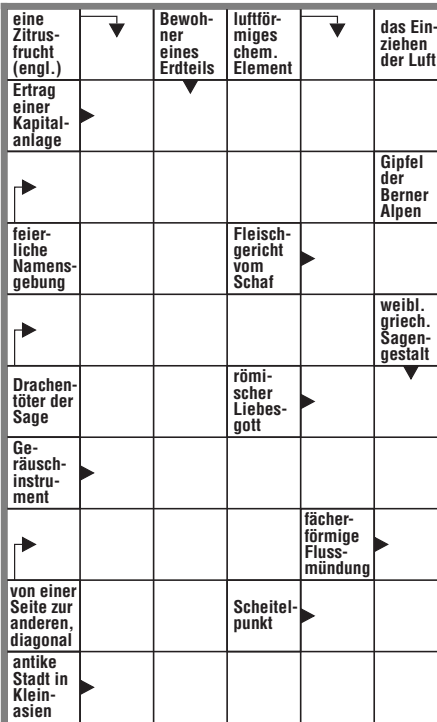 eine
Zitrus-
frucht
(engl.)
Bewoh-
ner
eines
Erdteils
luftför-
miges
chem.
Element
das Ein-
ziehen
der Luft
Ertrag
einer
Kapital-
anlage
Gipfel
der
Berner
Alpen
feier-
liche
Namens-
gebung
Fleisch-
gericht
vom
Schaf
weibl.
griech.
Sagen-
gestalt
Drachen-
töter der
Sage
römi-
scher
Liebes-
gott
Ge-
räusch-
instru-
ment
fächer-
förmige
Fluss-
mündung
von einer
Seite zur
anderen,
diagonal
Scheitel-
punkt
antike
Stadt in
Klein-
asien